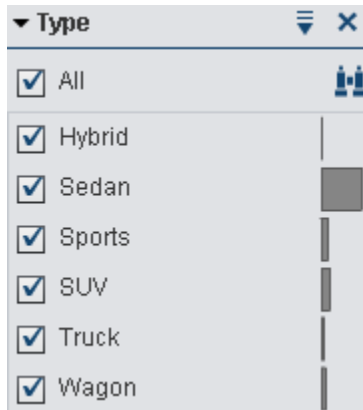 Type
All
Hybrid
Sedan
Sports
SUV
Truck
Wagon